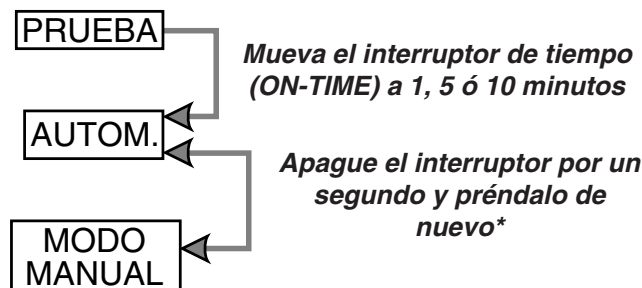 PRUEBA
Mueva el interruptor de tiempo
(ON-TIME) a 1, 5 ó 10 minutos
AUTOM.
Apague el interruptor por un
segundo y préndalo de
nuevo*
MODO
MANUAL